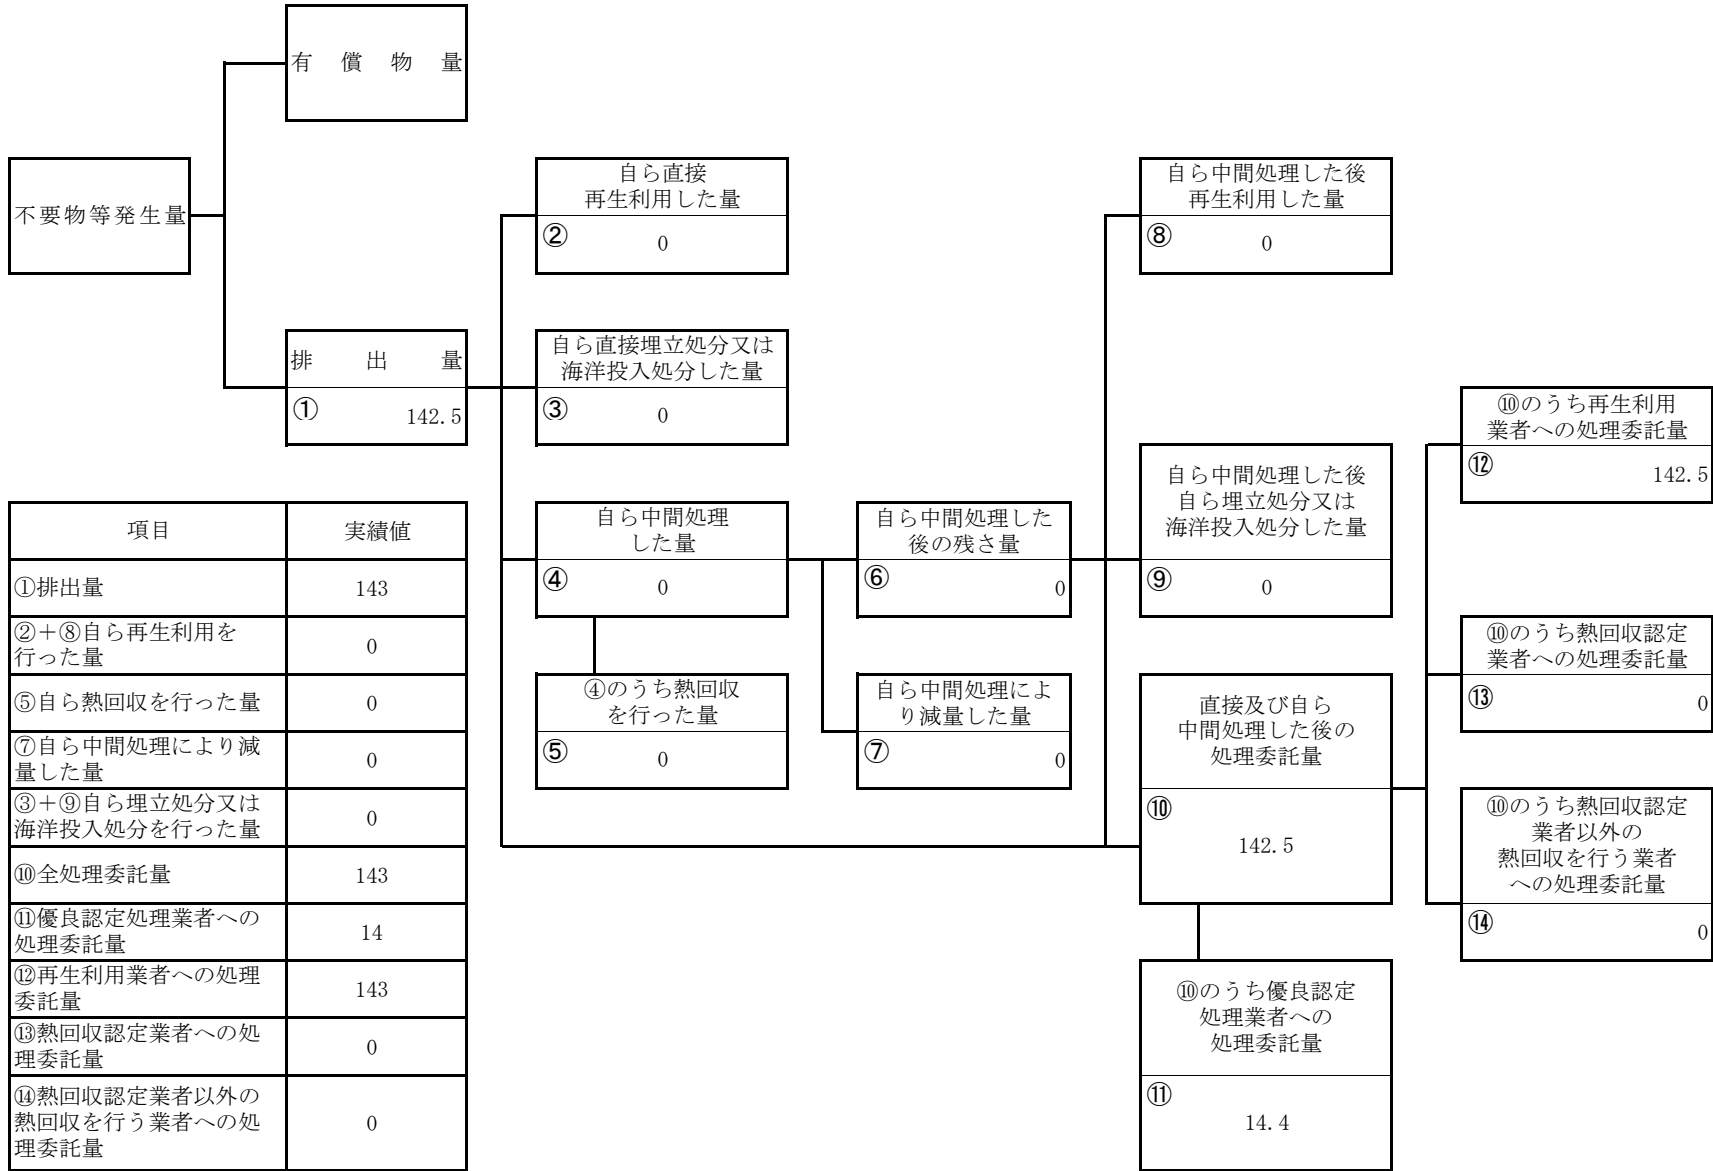 有償物量
不要物等発生量
排出量
① 142.5
自ら直接
再生利用した量
② 0
自ら直接埋立処分又は
海洋投入処分した量
③ 0
自ら中間処理
した量
④ 0
④のうち熱回収
を行った量
⑤ 0
自ら中間処理した
後の残さ量
⑥ 0
自ら中間処理によ
り減量した量
⑦ 0
自ら中間処理した後
再生利用した量
⑧ 0
自ら中間処理した後
自ら埋立処分又は
海洋投入処分した量
⑨ 0
直接及び自ら
中間処理した後の
処理委託量
⑩
142.5
⑩のうち優良認定
処理業者への
処理委託量
⑪
14.4
⑩のうち再生利用
業者への処理委託量
⑫ 142.5
⑩のうち熱回収認定
業者への処理委託量
⑬ 0
⑩のうち熱回収認定
業者以外の
熱回収を行う業者
への処理委託量
⑭ 0
項目 実績値
①排出量 143
②＋⑧自ら再生利用を
行った量 0
⑤自ら熱回収を行った量 0
⑦自ら中間処理により減
量した量 0
③＋⑨自ら埋立処分又は
海洋投入処分を行った量 0
⑩全処理委託量 143
⑪優良認定処理業者への
処理委託量 14
⑫再生利用業者への処理
委託量 143
⑬熱回収認定業者への処
理委託量 0
⑭熱回収認定業者以外の
熱回収を行う業者への処
理委託量 0